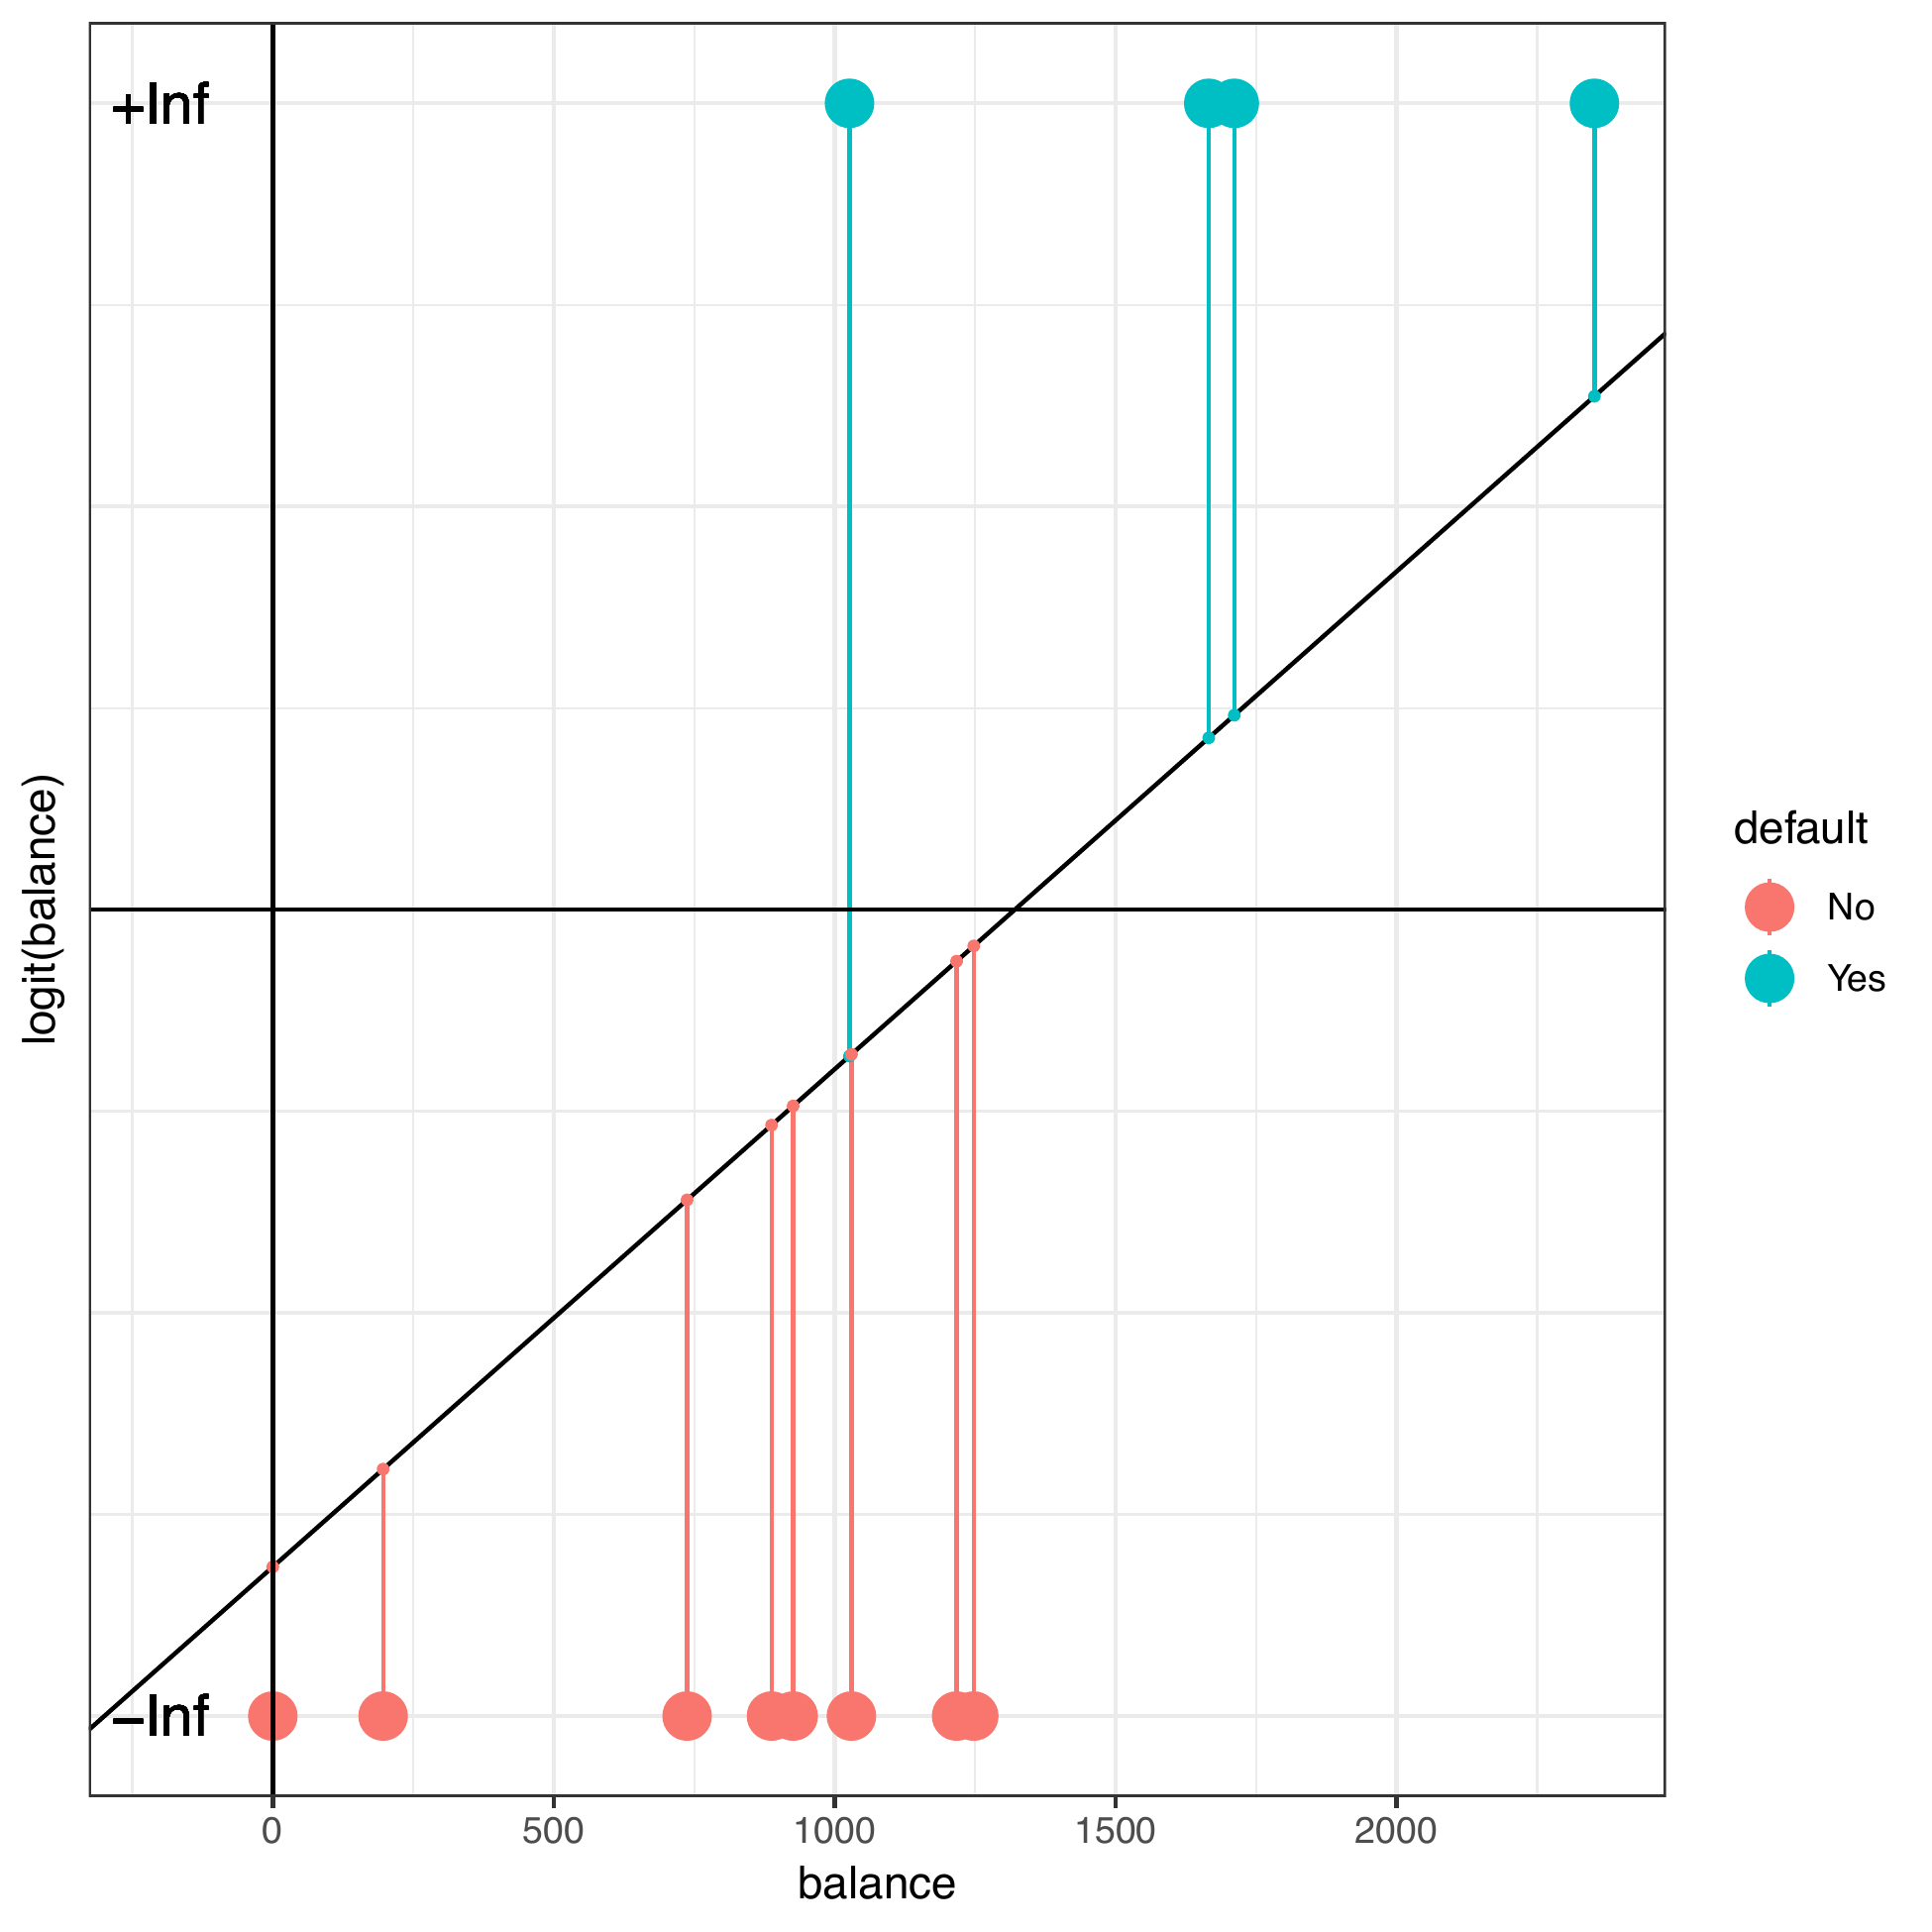 +Inf
−Inf
logit(balance)
0
500
1000
1500
2000
balance
default
No
Yes